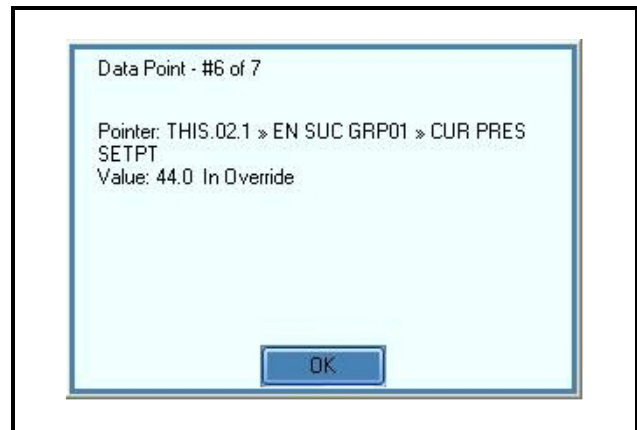 Data Point - #6 of 7
Pointer: THIS.02.1 » EN SUC GRP01 » CUR PRES
SETPT
Value: 44.0 In Override
OK